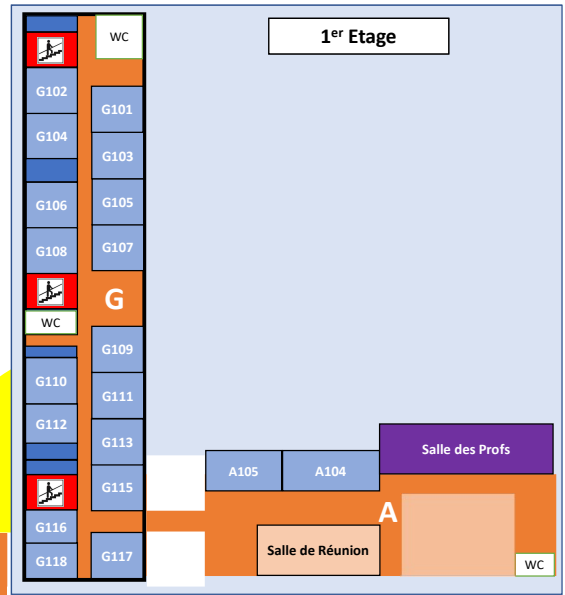 WC
1er Etage
G102
G101
G104
G103
G106
G105
G108
G107
G
WC
G109
G110
G111
G112
G113
Salle des Profs
A105
A104
G115
A
G116
Salle de Réunion
G117
G118
WC